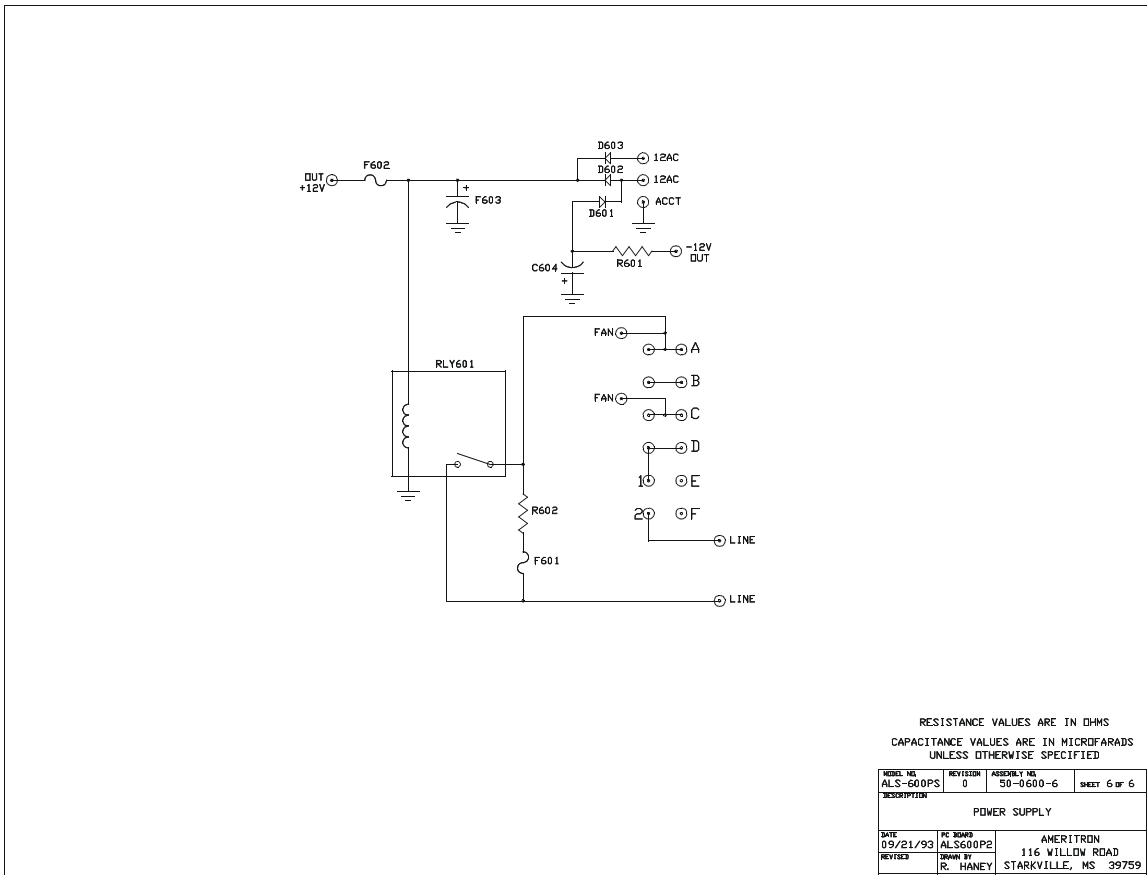 D603
12AC
F602
D602
OUT
+12V
12AC
+
F603
ACCT
D601
-12V
OUT
C604
R601
+
FAN
A
RLY601
B
FAN
C
D
1
E
R602
2
F
LINE
F601
LINE
RESISTANCE VALUES ARE IN OHMS
CAPACITANCE VALUES ARE IN MICROFARADS
UNLESS OTHERWISE SPECIFIED
MODEL NO.
REVISION
ASSEMBLY NO.
ALS-600PS
0
50-0600-6
SHEET 6 OF 6
DESCRIPTION
POWER SUPPLY
DATE
09/21/93
PC BOARD
ALS600P2
REVISED
DRAWN BY
R. HANEY
AMERITRON
116 WILLOW ROAD
STARKVILLE, MS 39759